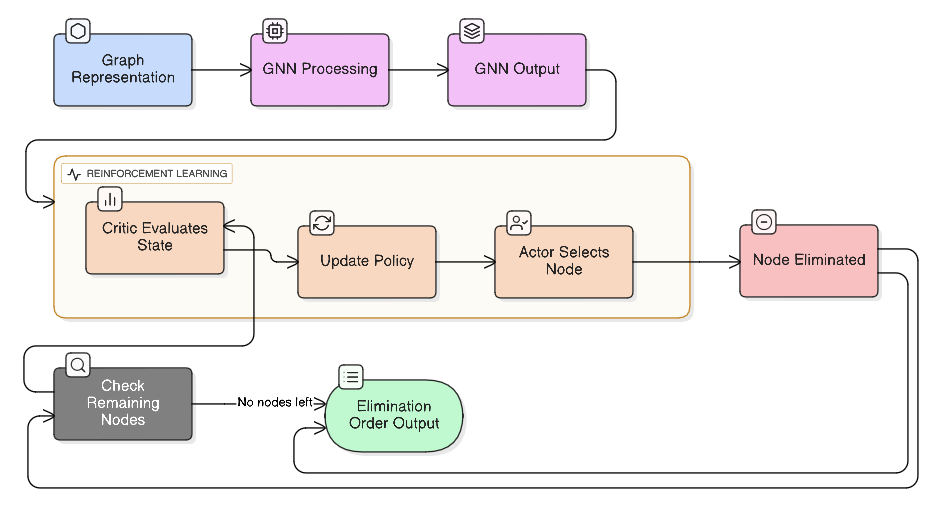 Graph
Representation
GNN Processing
GNN Output
REINFORCEMENT LEARNING
Critic Evaluates
State
Update Policy
Actor Selects
Node
Node Eliminated
Check
Remaining
Nodes
No nodes left
Elimination
Order Output